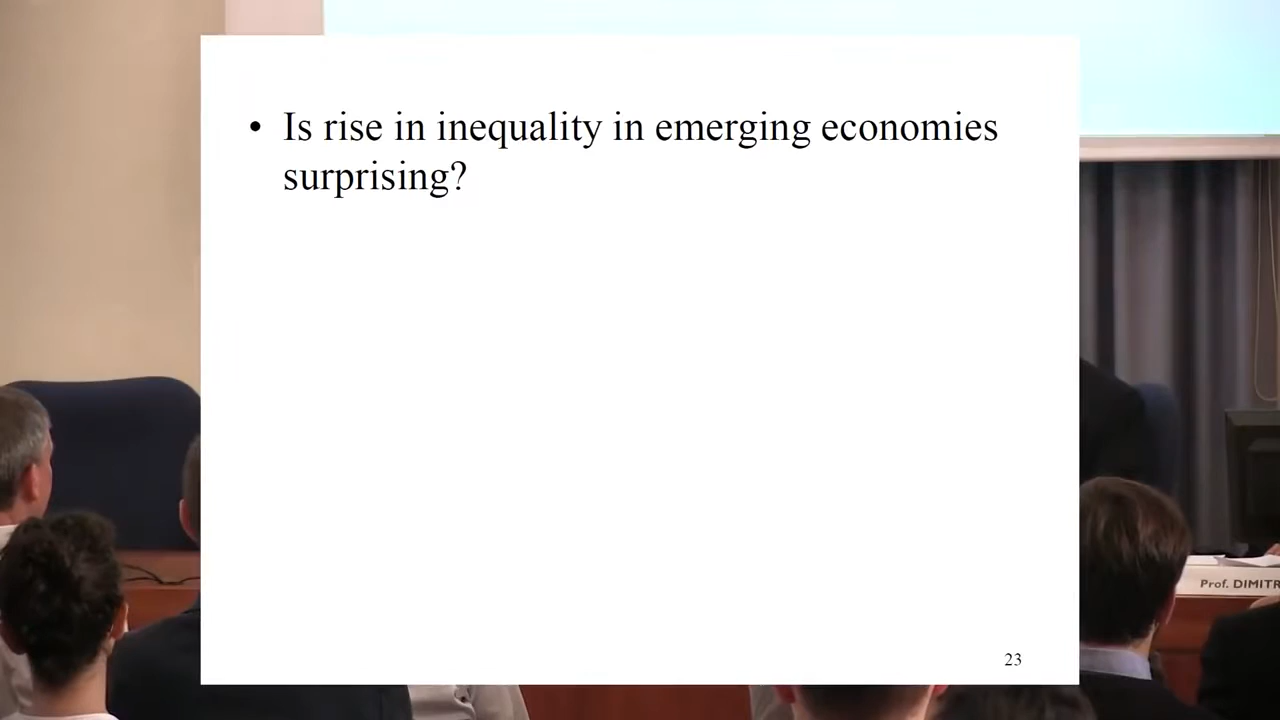 • Is rise in inequality in emerging economies
surprising?
23
Prof. DIMITR